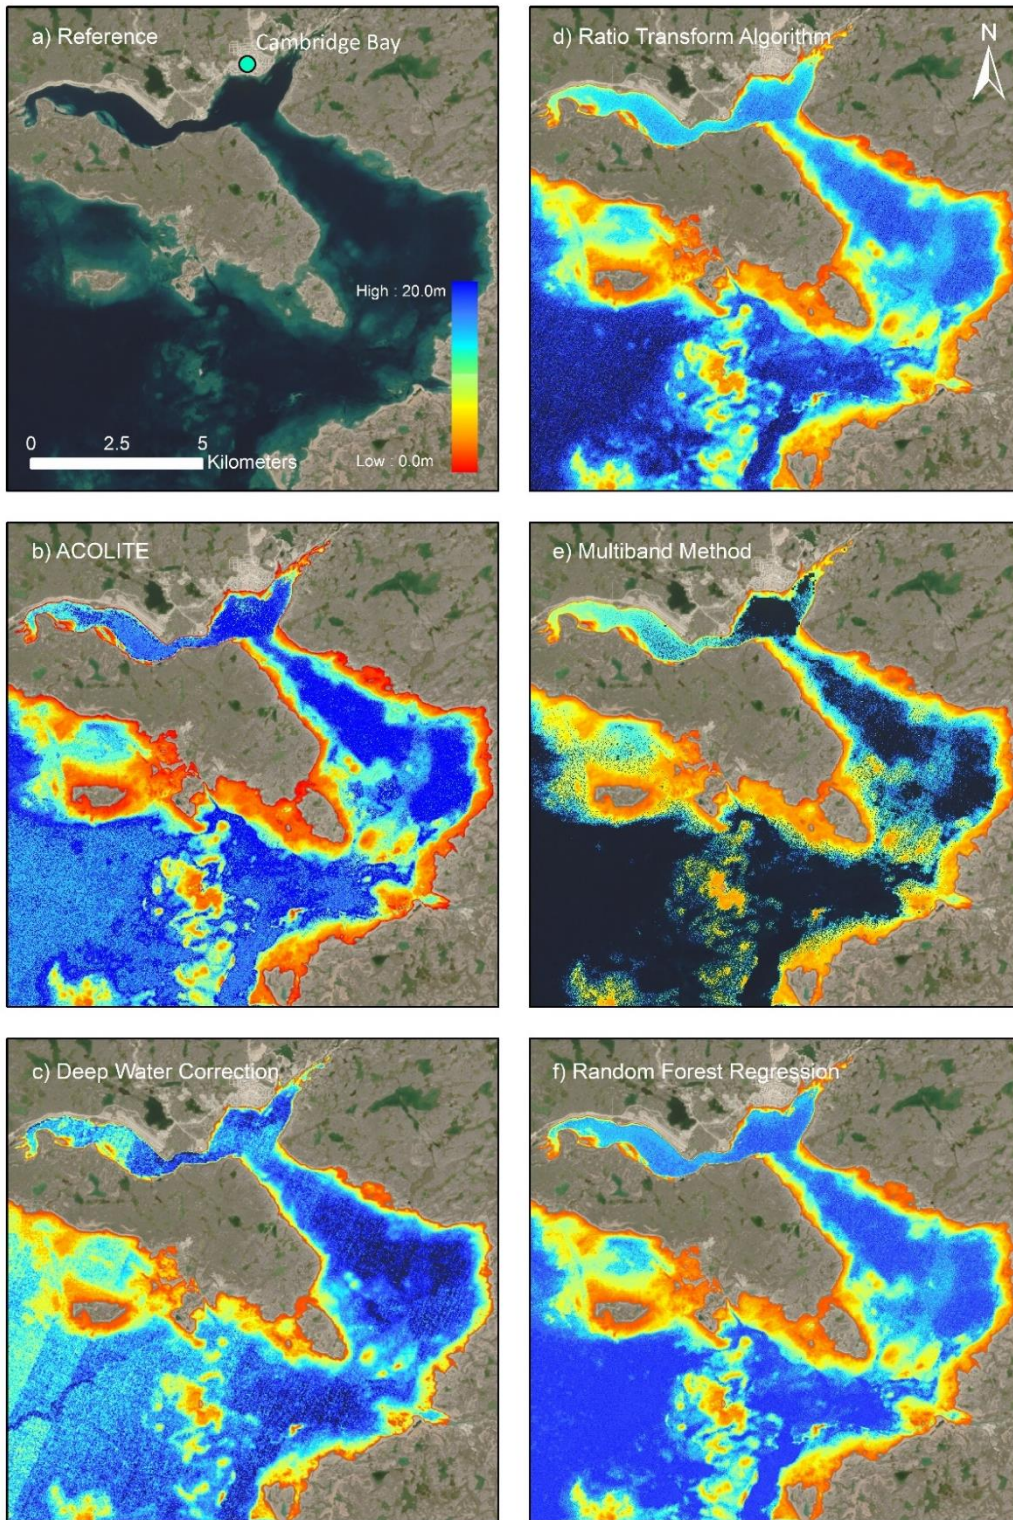 a) Reference
Cambridge Bay
High : 20.0m
0 2.5 5
Kilometers
Low : 0.0m
d) Ratio Transform Algorithm
N
b) ACOLITE
e) Multiband Method
c) Deep Water Correction
f) Random Forest Regression